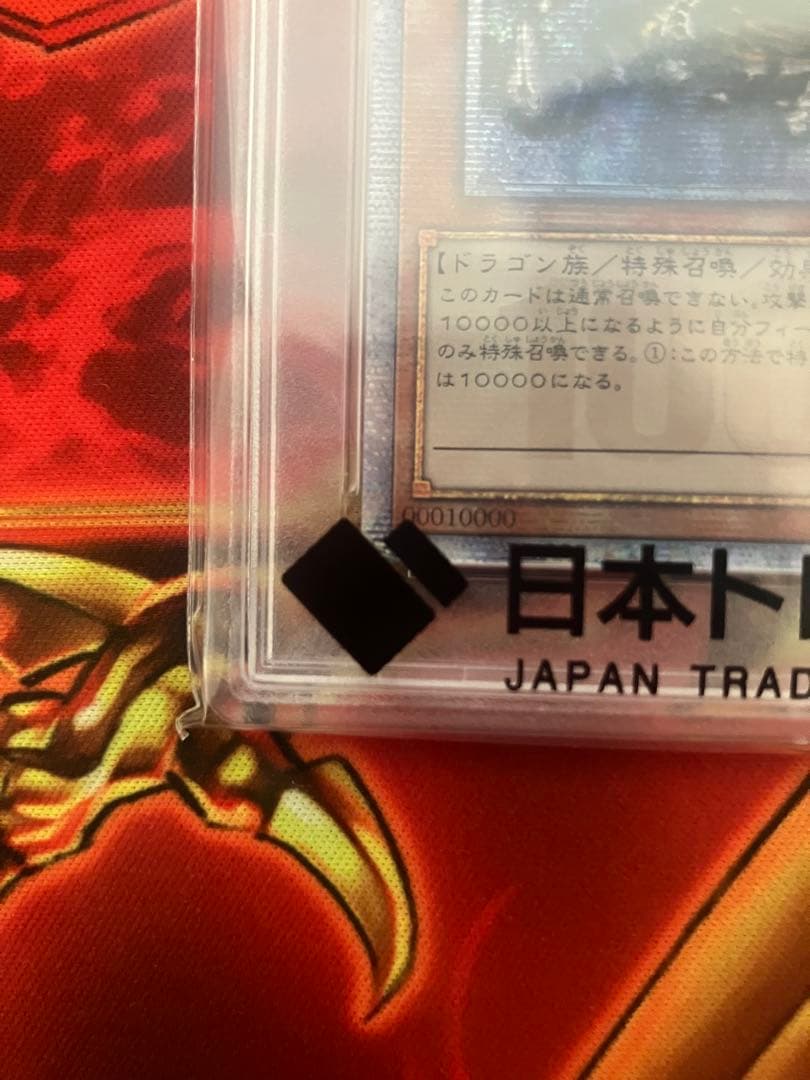 【ドラゴン族／特殊召喚／効
このカードは通常召喚できない。攻撃
10000以上になるように自分フィー
のみ特殊召喚できる。①：この方法で特
は10000になる。
00010000
日本ト
JAPAN TRAD